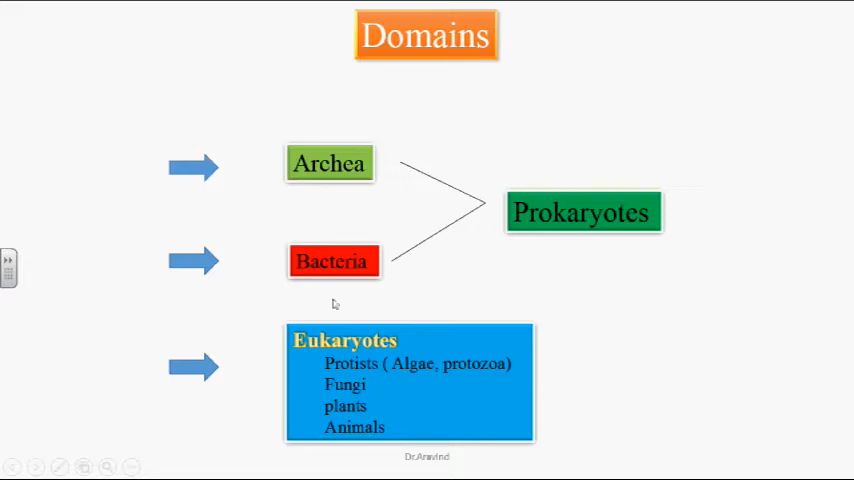 Domains
Archea
Prokaryotes
Bacteria
Eukaryotes
Protists ( Algae, protozoa)
Fungi
plants
Animals
Dr.Aravind